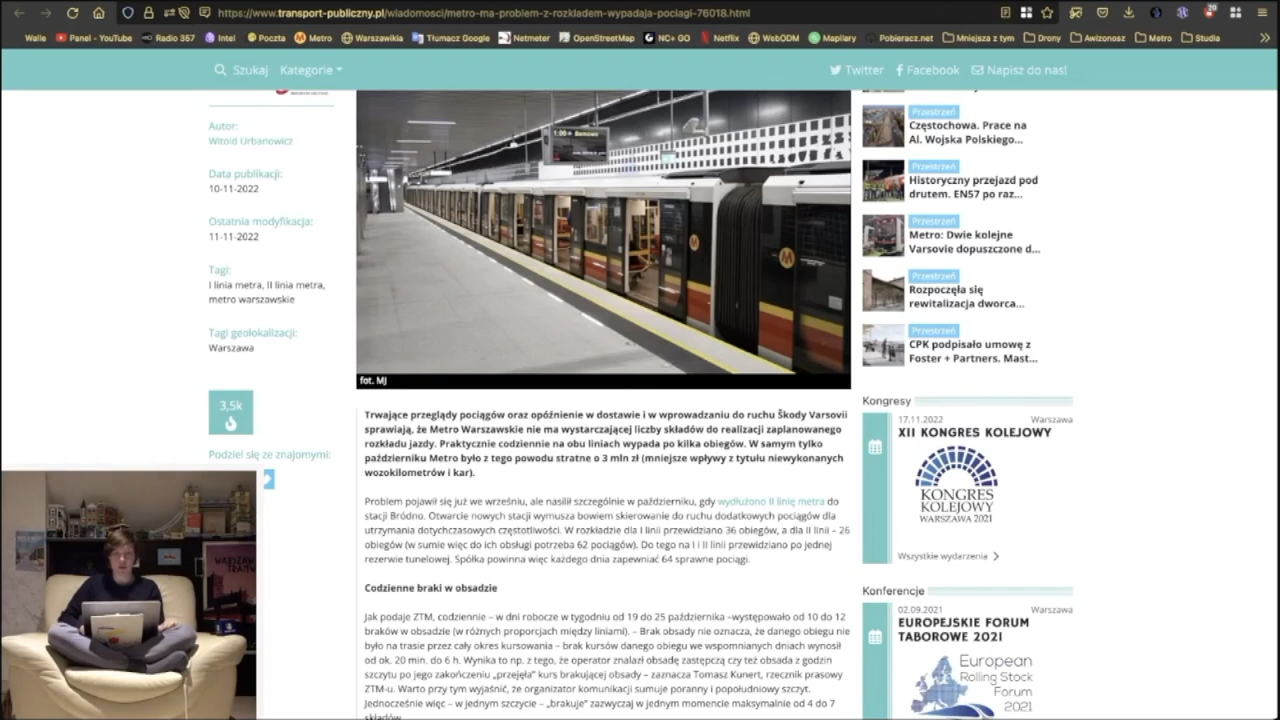 https://www.transport-publiczny.pl/wiadomosci/metro-ma-problem-z-rozkladem-wypadaja-pociagi-76018.html
20
Walle
Panel - YouTube
Radio 357
Intel
Poczta
Metro
Warszawikia
Tłumacz Google
Netmeter
OpenStreetMap
NC+ GO
Netflix
WebODM
Mapilary
Pobieracz.net
Mniejsza z tym
Drony
Awizonosz
Metro
Studia
Szukaj
Kategorie
Twitter
Facebook
Napisz do nas!
Autor:
Witold Urbanowicz
Data publikacji:
10-11-2022
Ostatnia modyfikacja:
11-11-2022
Tagi:
I linia metra, II linia metra,
metro warszawskie
Tagi geolokalizacji:
Warszawa
3,5k
Podziel się ze znajomymi:
fot. MJ
Trwające przeglądy pociągów oraz opóźnienie w dostawie i w wprowadzaniu do ruchu Škody Varsovii
sprawiają, że Metro Warszawskie nie ma wystarczającej liczby składów do realizacji zaplanowanego
rozkładu jazdy. Praktycznie codziennie na obu liniach wypada po kilka obiegów. W samym tylko
październiku Metro było z tego powodu stratne o 3 mln zł (mniejsze wpływy z tytułu niewykonanych
wozokilometrów i kar).
Problem pojawił się już we wrześniu, ale nasilił szczególnie w październiku, gdy wydłużono II linię metra do
stacji Bródno. Otwarcie nowych stacji wymusza bowiem skierowanie do ruchu dodatkowych pociągów dla
utrzymania dotychczasowych częstotliwości. W rozkładzie dla I linii przewidziano 36 obiegów, a dla II linii – 26
obiegów (w sumie więc do ich obsługi potrzeba 62 pociągów). Do tego na I i II linii przewidziano po jednej
rezerwie tunelowej. Spółka powinna więc każdego dnia zapewniać 64 sprawne pociągi.
Codzienne braki w obsadzie
Jak podaje ZTM, codziennie – w dni robocze w tygodniu od 19 do 25 października –występowało od 10 do 12
braków w obsadzie (w różnych proporcjach między liniami). – Brak obsady nie oznacza, że danego obiegu nie
było na trasie przez cały okres kursowania – brak kursów danego obiegu we wspomnianych dniach wynosił
od ok. 20 min. do 6 h. Wynika to np. z tego, że operator znalazł obsadę zastępczą czy też obsada z godzin
szczytu po jego zakończeniu „przejęła” kurs brakującej obsady – zaznacza Tomasz Kunert, rzecznik prasowy
ZTM-u. Warto przy tym wyjaśnić, że organizator komunikacji sumuje poranny i popołudniowy szczyt.
Jednocześnie więc – w jednym szczycie – „brakuje” zazwyczaj w jednym momencie maksymalnie od 4 do 7
składów.
Przestrzeń
Częstochowa. Prace na
Al. Wojska Polskiego...
Przestrzeń
Historyczny przejazd pod
drutem. EN57 po raz...
Przestrzeń
Metro: Dwie kolejne
Varsovie dopuszczone d...
Przestrzeń
Rozpoczęła się
rewitalizacja dworca...
Przestrzeń
CPK podpisało umowę z
Foster + Partners. Mast...
Kongresy
17.11.2022 Warszawa
XII KONGRES KOLEJOWY
KONGRES
KOLEJOWY
WARSZAWA 2021
Wszystkie wydarzenia
Konferencje
02.09.2021 Warszawa
EUROPEJSKIE FORUM
TABOROWE 2021
European
Rolling Stock
Forum
2021